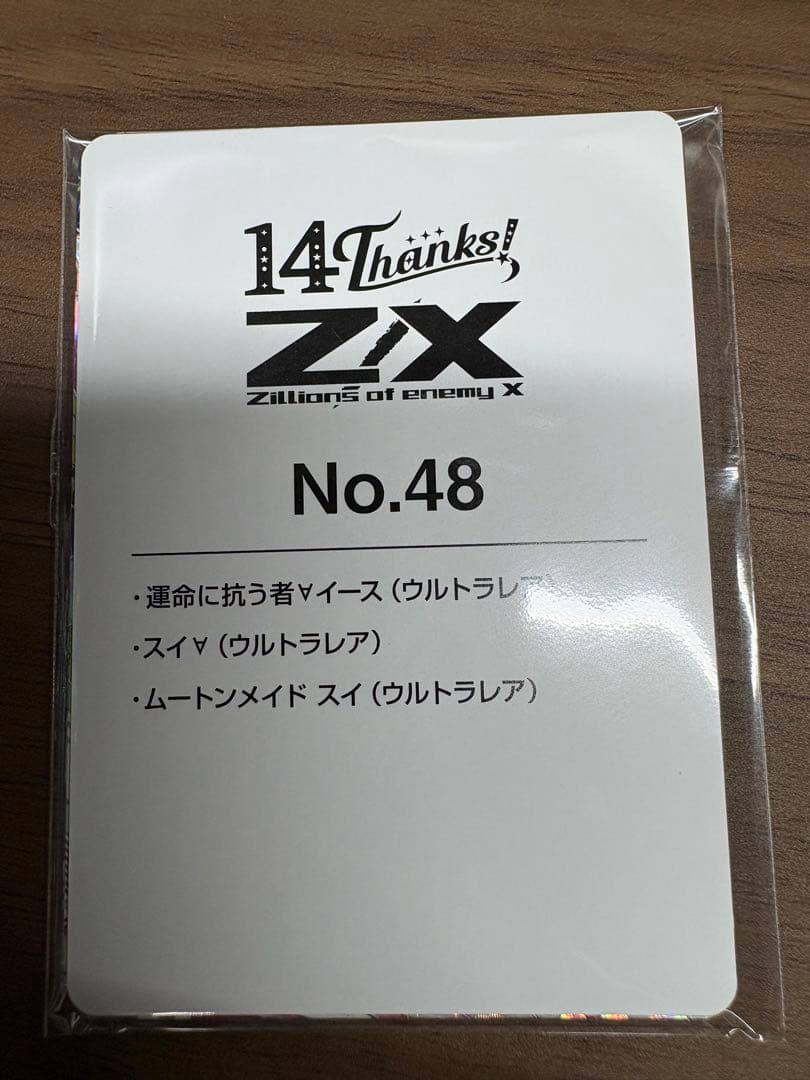 14 Thanks!
Z/X
Zillions of enemy X
No.48
・運命に抗う者∀イース（ウルトラレア）
・スイ∀（ウルトラレア）
・ムートンメイド スイ（ウルトラレア）